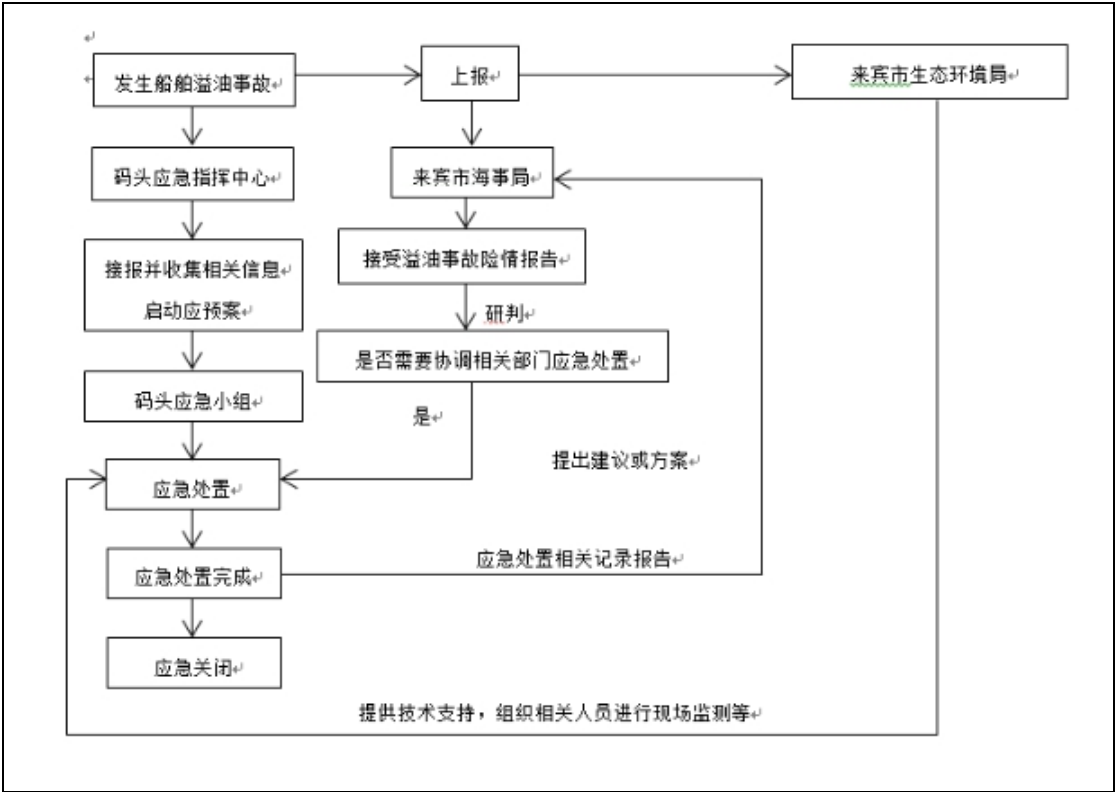 发生船舶溢油事故
上报
来宾市生态环境局
码头应急指挥中心
来宾市海事局
接报并收集相关信息
启动应预案
接受溢油事故险情报告
研判
是否需要协调相关部门应急处置
码头应急小组
是
提出建议或方案
应急处置
应急处置相关记录报告
应急处置完成
应急关闭
提供技术支持，组织相关人员进行现场监测等